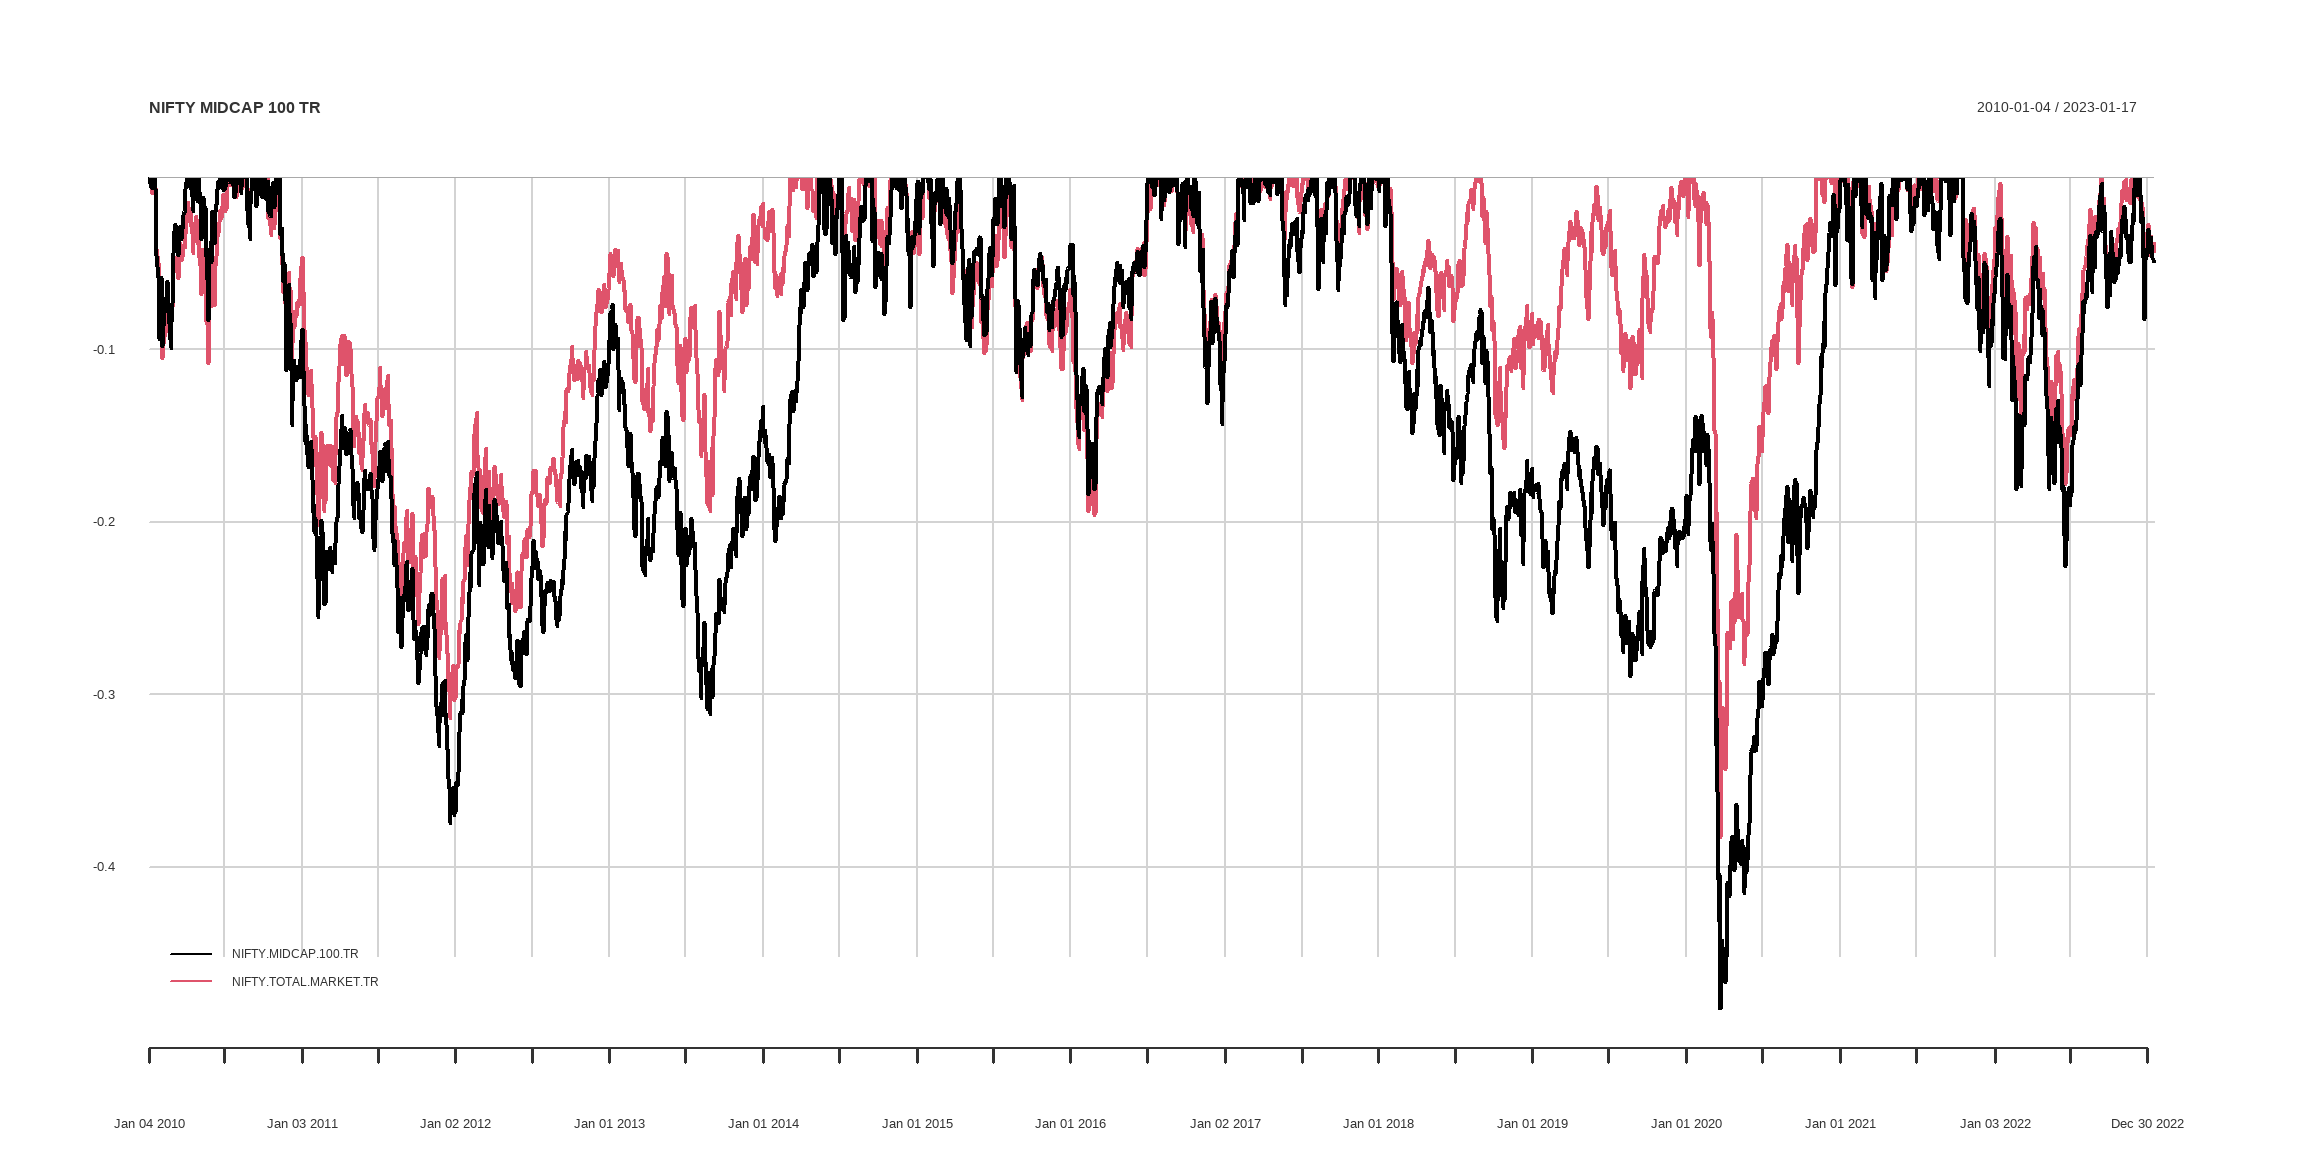 NIFTY MIDCAP 100 TR
2010-01-04 / 2023-01-17
-0.1
-0.2
-0.3
-0.4
NIFTY.MIDCAP.100.TR
NIFTY.TOTAL.MARKET.TR
Jan 04 2010 Jan 03 2011 Jan 02 2012 Jan 01 2013 Jan 01 2014 Jan 01 2015 Jan 01 2016 Jan 02 2017 Jan 01 2018 Jan 01 2019 Jan 01 2020 Jan 01 2021 Jan 03 2022 Dec 30 2022